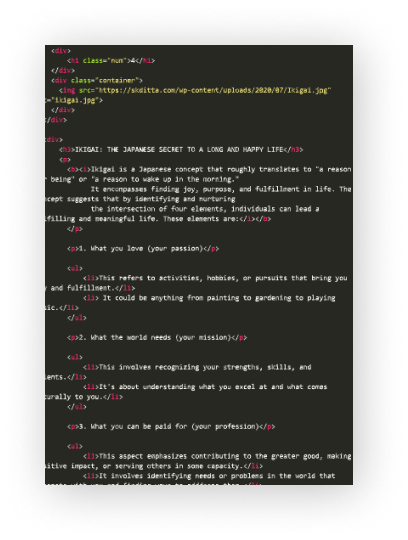 <div>
<h1 class="num">4</h1>
</div>
<div class="container">
<img src="https://skditta.com/wp-content/uploads/2020/07/Ikigai.jpg"
="ikigai.jpg">
</div>
</div>
<div>
<h3>IKIGAI: THE JAPANESE SECRET TO A LONG AND HAPPY LIFE</h3>
<p>
<b><i>Ikigai is a Japanese concept that roughly translates to "a reason
being" or "a reason to wake up in the morning."
It encompasses finding joy, purpose, and fulfillment in life. The
cept suggests that by identifying and nurturing
the intersection of four elements, individuals can lead a
filling and meaningful life. These elements are:</i></b>
</p>
<p>1. What you love (your passion)</p>
<ul>
<li>This refers to activities, hobbies, or pursuits that bring you
y and fulfillment.</li>
<li> It could be anything from painting to gardening to playing
ic.</li>
</ul>
<p>2. What the world needs (your mission)</p>
<ul>
<li>This involves recognizing your strengths, skills, and
ents.</li>
<li>It's about understanding what you excel at and what comes
urally to you.</li>
</ul>
<p>3. What you can be paid for (your profession)</p>
<ul>
<li>This aspect emphasizes contributing to the greater good, making
itive impact, or serving others in some capacity.</li>
<li>It involves identifying needs or problems in the world that